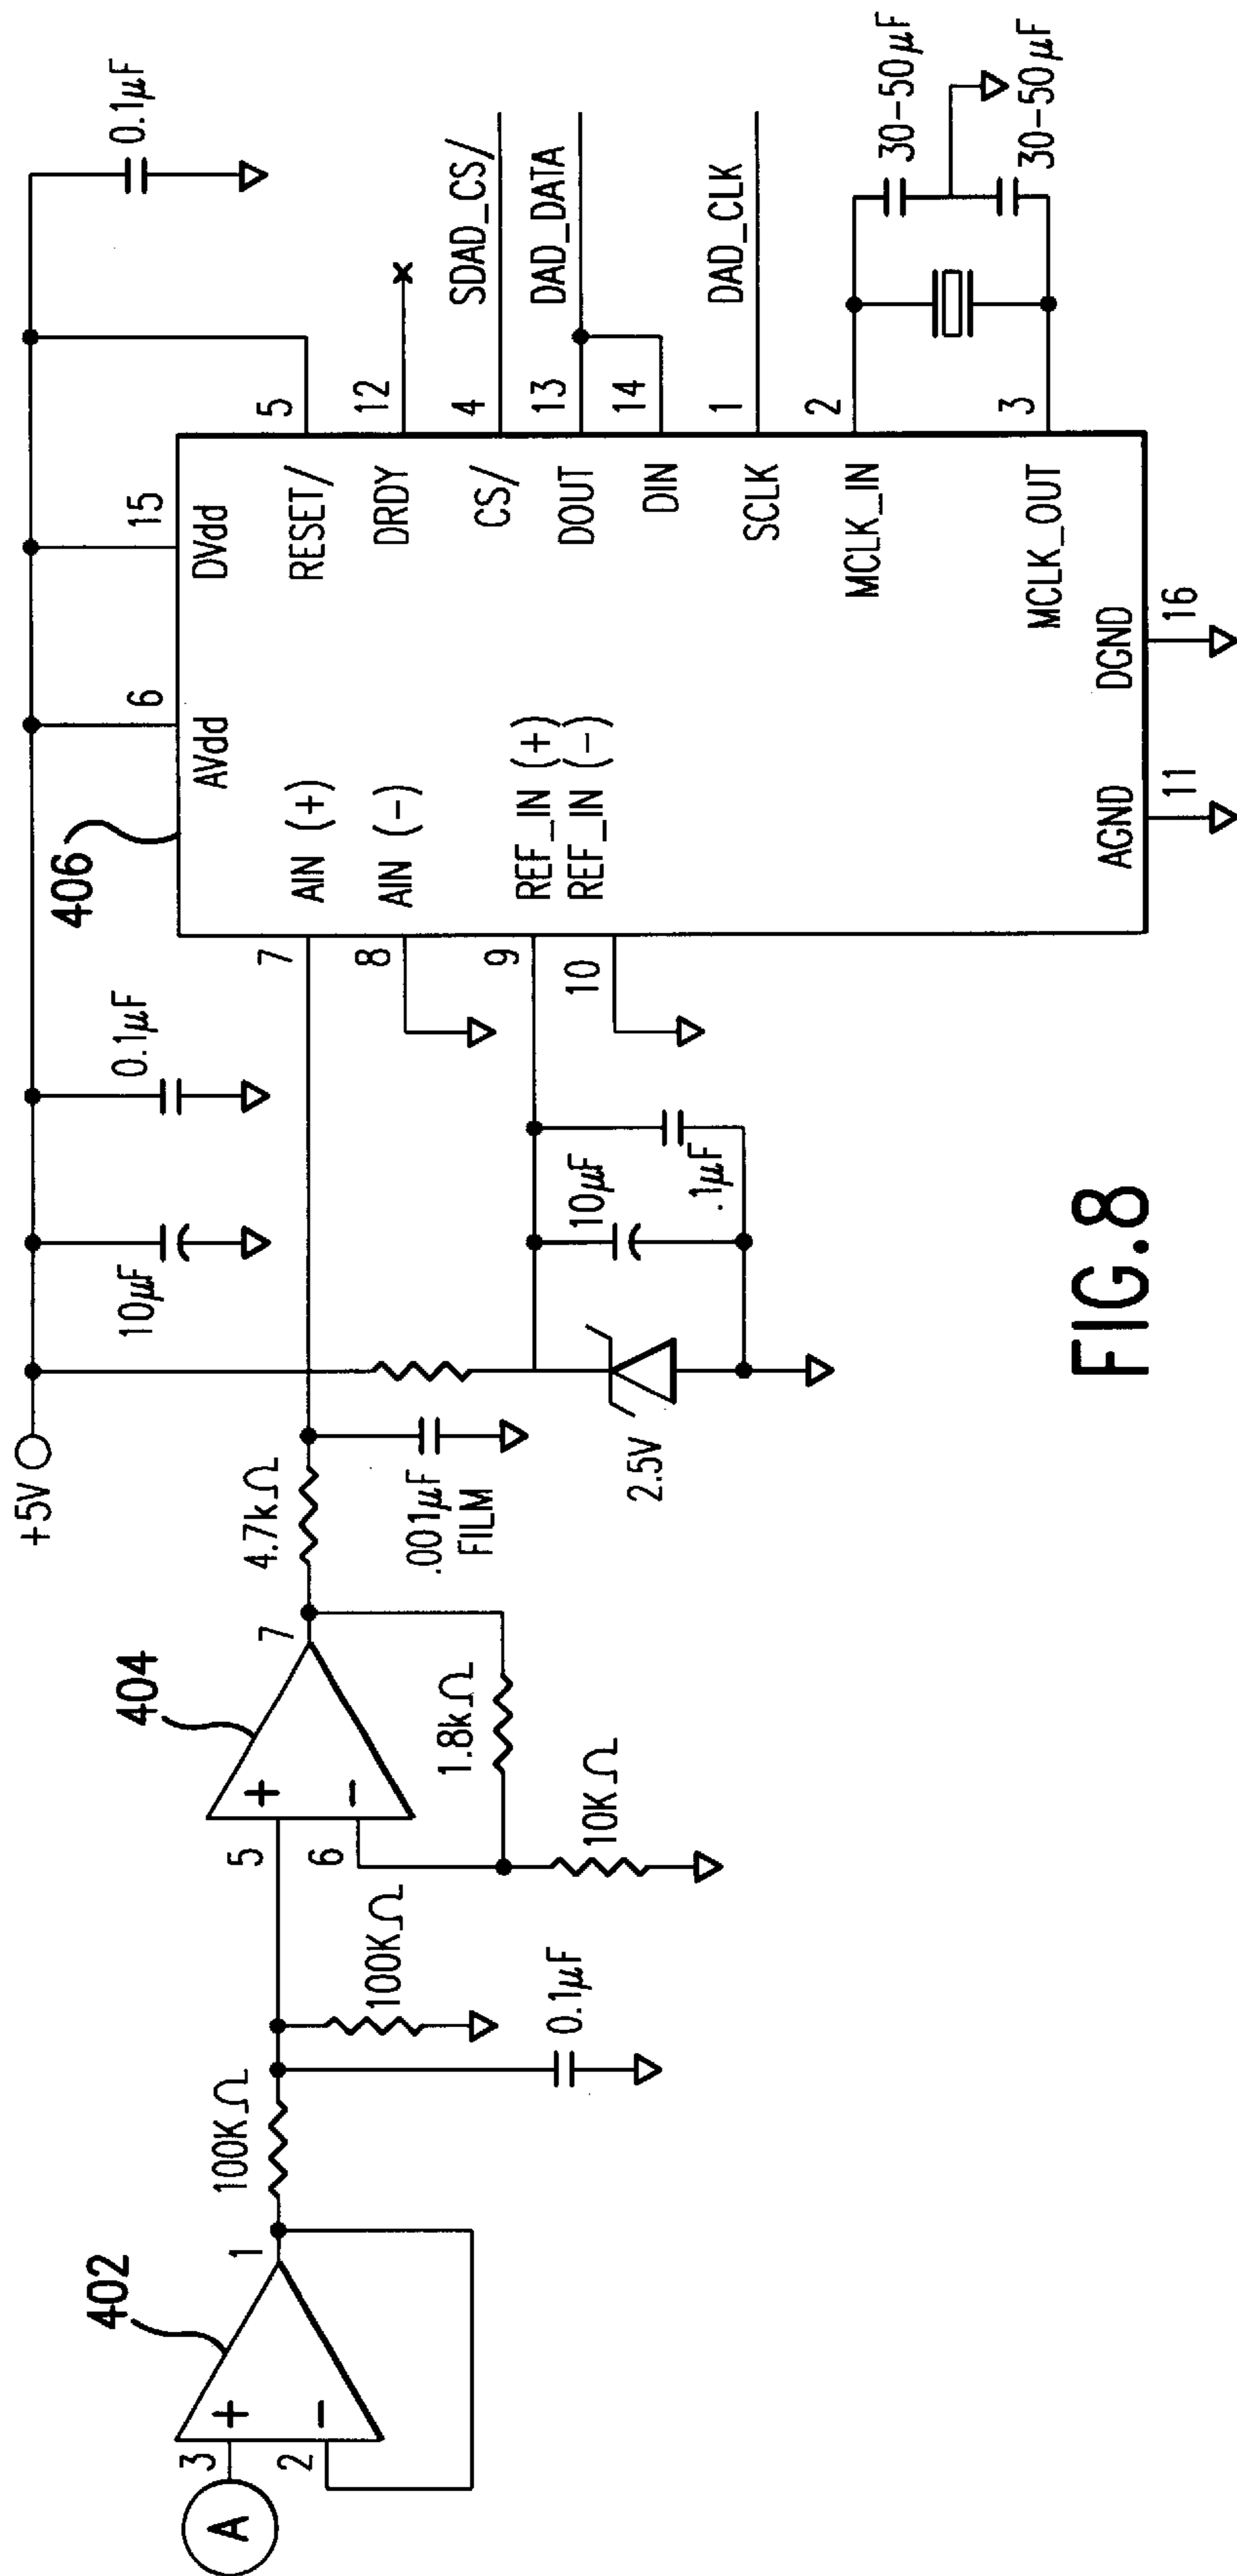 +5V
10µF
0.1µF
0.1µF
406
6
15
AVdd
DVdd
A
3
2
+
-
402
1
100KΩ
100KΩ
0.1µF
5
6
+
-
404
7
1.8kΩ
10KΩ
4.7kΩ
.001µF
FILM
2.5V
10µF
.1µF
7
8
9
10
AIN (+)
AIN (-)
REF_IN (+)
REF_IN (-)
RESET/
DRDY
CS/
DOUT
DIN
SCLK
MCLK_IN
MCLK_OUT
5
12
4
13
14
1
2
3
SDAD_CS/
DAD_DATA
DAD_CLK
30-50µF
30-50µF
AGND
DGND
11
16
FIG.8